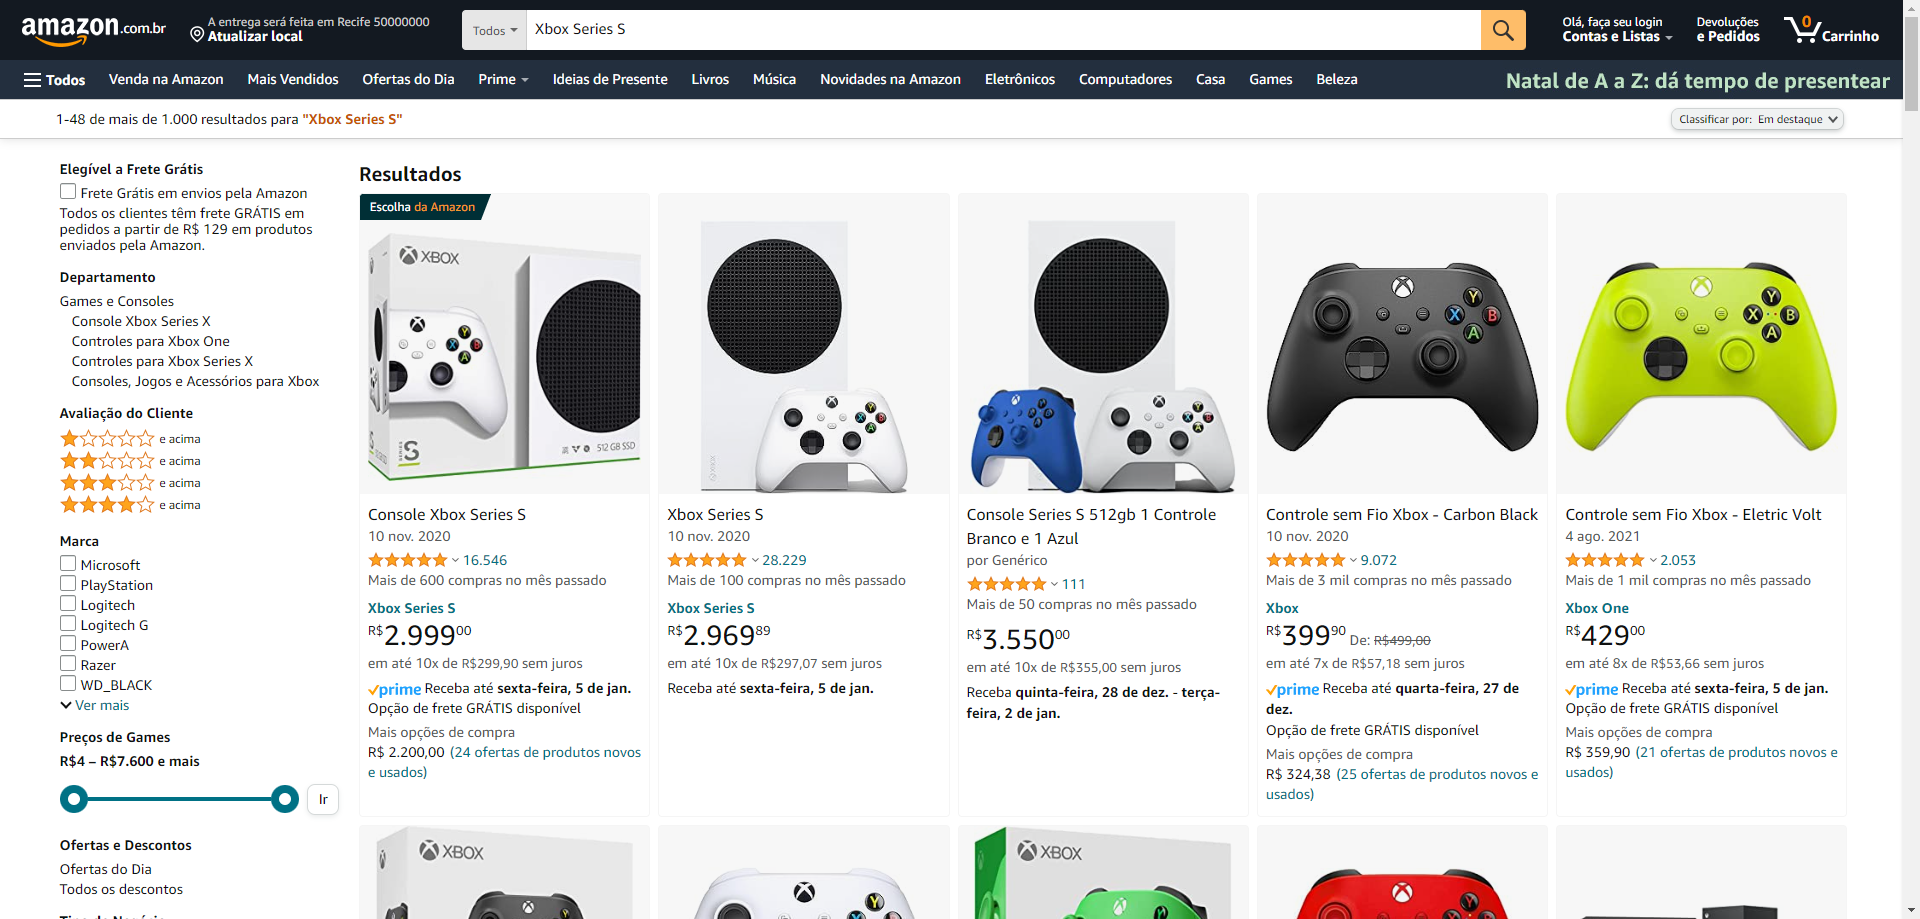 amazon.com.br
A entrega será feita em Recife 50000000
Atualizar local
Todos
Xbox Series S
Olá, faça seu login
Contas e Listas
Devoluções
e Pedidos
0
Carrinho
Todos
Venda na Amazon
Mais Vendidos
Ofertas do Dia
Prime
Ideias de Presente
Livros
Música
Novidades na Amazon
Eletrônicos
Computadores
Casa
Games
Beleza
Natal de A a Z: dá tempo de presentear
1-48 de mais de 1.000 resultados para "Xbox Series S"
Classificar por: Em destaque
Elegível a Frete Grátis
Frete Grátis em envios pela Amazon
Todos os clientes têm frete GRÁTIS em
pedidos a partir de R$ 129 em produtos
enviados pela Amazon.
Departamento
Games e Consoles
Console Xbox Series X
Controles para Xbox One
Controles para Xbox Series X
Consoles, Jogos e Acessórios para Xbox
Avaliação do Cliente
e acima
e acima
e acima
e acima
Marca
Microsoft
PlayStation
Logitech
Logitech G
PowerA
Razer
WD_BLACK
Ver mais
Preços de Games
R$4 – R$7.600 e mais
Ir
Ofertas e Descontos
Ofertas do Dia
Todos os descontos
Resultados
Escolha da Amazon
XBOX
Y
X
B
A
SERIES S
512 GB SSD
Console Xbox Series S
10 nov. 2020
16.546
Mais de 600 compras no mês passado
Xbox Series S
R$2.99900
em até 10x de R$299,90 sem juros
prime Receba até sexta-feira, 5 de jan.
Opção de frete GRÁTIS disponível
Mais opções de compra
R$ 2.200,00 (24 ofertas de produtos novos
e usados)
Xbox Series S
10 nov. 2020
28.229
Mais de 100 compras no mês passado
Xbox Series S
R$2.96989
em até 10x de R$297,07 sem juros
Receba até sexta-feira, 5 de jan.
Console Series S 512gb 1 Controle
Branco e 1 Azul
por Genérico
111
Mais de 50 compras no mês passado
R$3.55000
em até 10x de R$355,00 sem juros
Receba quinta-feira, 28 de dez. - terça-
feira, 2 de jan.
Y
X
B
A
Controle sem Fio Xbox - Carbon Black
10 nov. 2020
9.072
Mais de 3 mil compras no mês passado
Xbox
R$39990 De: R$499,00
em até 7x de R$57,18 sem juros
prime Receba até quarta-feira, 27 de
dez.
Opção de frete GRÁTIS disponível
Mais opções de compra
R$ 324,38 (25 ofertas de produtos novos e
usados)
Y
X
B
A
Controle sem Fio Xbox - Eletric Volt
4 ago. 2021
2.053
Mais de 1 mil compras no mês passado
Xbox One
R$42900
em até 8x de R$53,66 sem juros
prime Receba até sexta-feira, 5 de jan.
Opção de frete GRÁTIS disponível
Mais opções de compra
R$ 359,90 (21 ofertas de produtos novos e
usados)
XBOX
Y
XBOX
Y